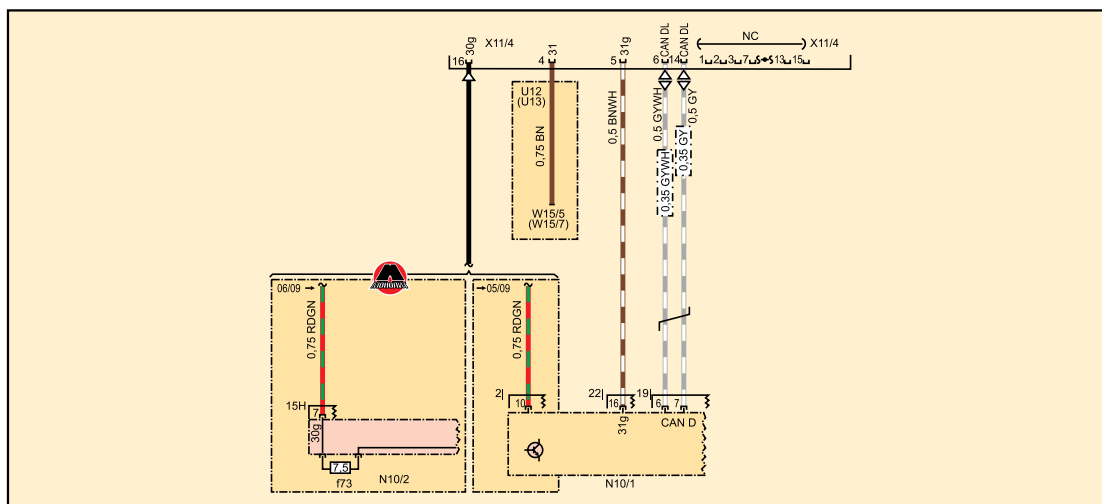 X11/4
16
30g
4
31
5
31g
6
CAN DL
14
CAN DL
NC
X11/4
1
2
3
7
13
15
U12
(U13)
0,75 BN
W15/5
(W15/7)
0,5 BNWH
0,5 GYWH
0,35 GYWH
0,5 GY
0,35 GY
06/09
0,75 RDGN
05/09
0,75 RDGN
15H
7
30g
7,5
f73
N10/2
2
10
22
16
31g
19
6
7
CAN D
N10/1